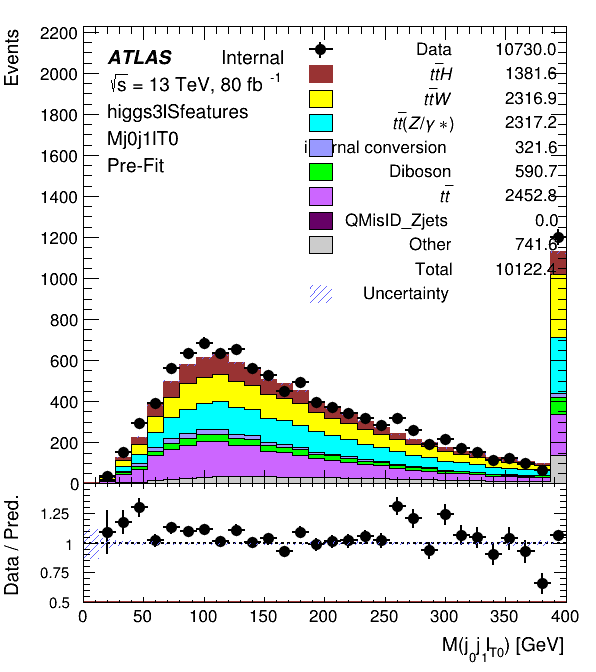 Events
2200
2000
1800
1600
1400
1200
1000
800
600
400
200
0
ATLAS Internal
√s = 13 TeV, 80 fb⁻¹
higgs3lSfeatures
Mj0j1lT0
Pre-Fit
Data 10730.0
tt̄H 1381.6
tt̄W 2316.9
tt̄(Z/γ*) 2317.2
internal conversion 321.6
Diboson 590.7
tt̄ 2452.8
QMisID_Zjets 0.0
Other 741.6
Total 10122.4
Uncertainty
Data / Pred.
1.25
1
0.75
0.5
0 50 100 150 200 250 300 350 400
M(j₀j₁l_T0) [GeV]